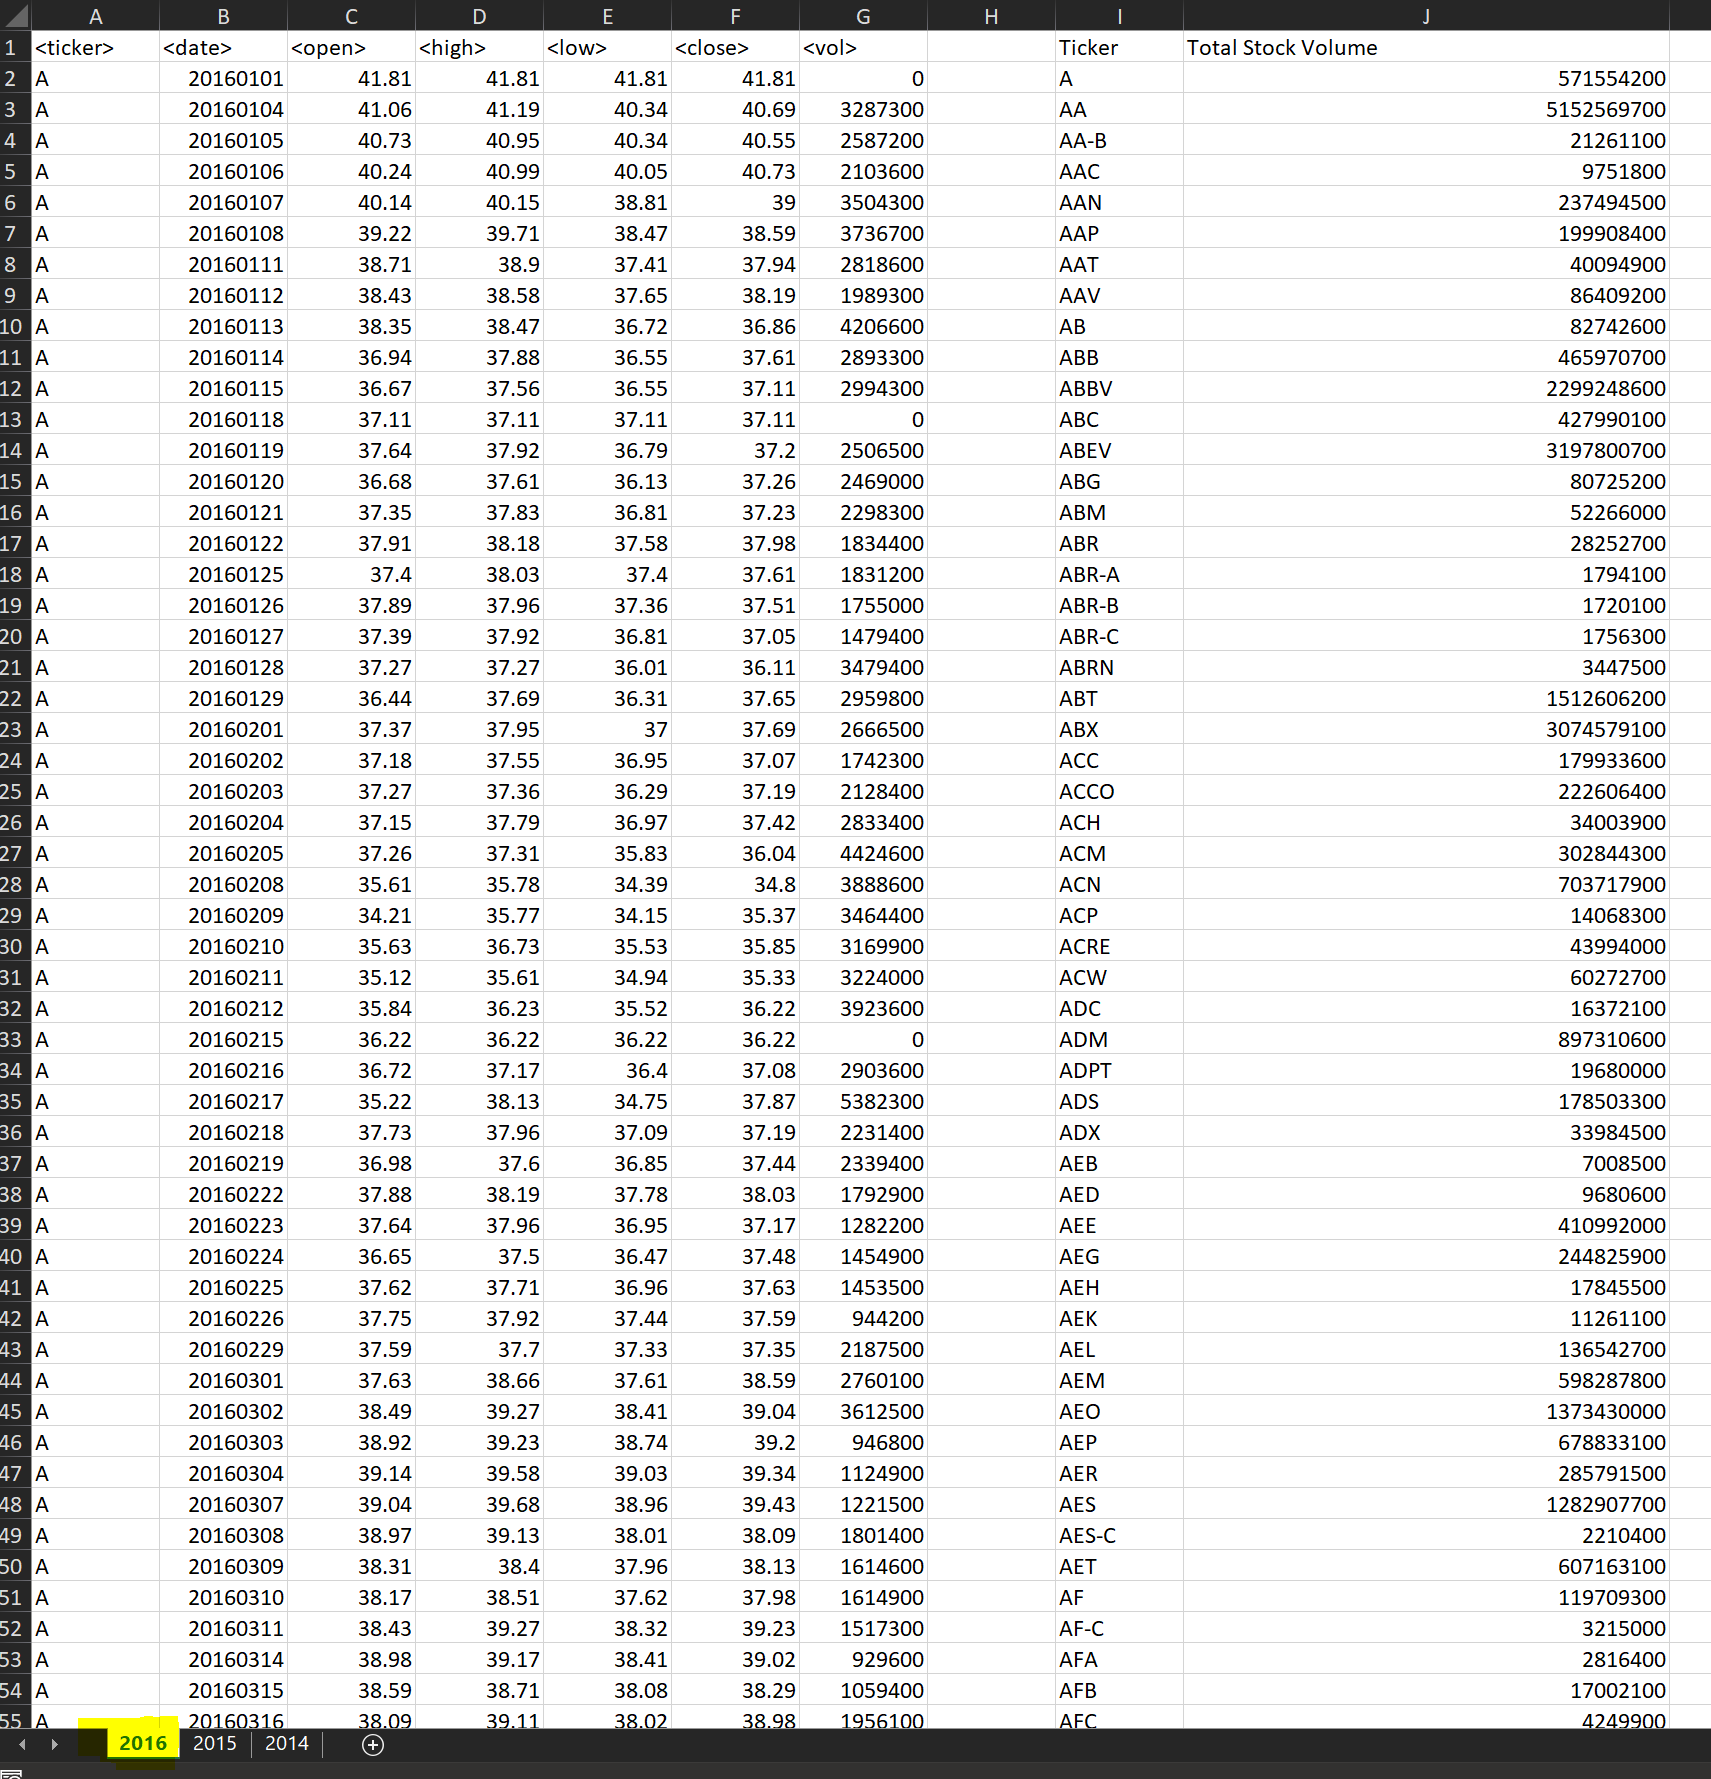 A B C D E F G H I J
1 <ticker> <date> <open> <high> <low> <close> <vol> Ticker Total Stock Volume
2 A 20160101 41.81 41.81 41.81 41.81 0 A 571554200
3 A 20160104 41.06 41.19 40.34 40.69 3287300 AA 5152569700
4 A 20160105 40.73 40.95 40.34 40.55 2587200 AA-B 21261100
5 A 20160106 40.24 40.99 40.05 40.73 2103600 AAC 9751800
6 A 20160107 40.14 40.15 38.81 39 3504300 AAN 237494500
7 A 20160108 39.22 39.71 38.47 38.59 3736700 AAP 199908400
8 A 20160111 38.71 38.9 37.41 37.94 2818600 AAT 40094900
9 A 20160112 38.43 38.58 37.65 38.19 1989300 AAV 86409200
10 A 20160113 38.35 38.47 36.72 36.86 4206600 AB 82742600
11 A 20160114 36.94 37.88 36.55 37.61 2893300 ABB 465970700
12 A 20160115 36.67 37.56 36.55 37.11 2994300 ABBV 2299248600
13 A 20160118 37.11 37.11 37.11 37.11 0 ABC 427990100
14 A 20160119 37.64 37.92 36.79 37.2 2506500 ABEV 3197800700
15 A 20160120 36.68 37.61 36.13 37.26 2469000 ABG 80725200
16 A 20160121 37.35 37.83 36.81 37.23 2298300 ABM 52266000
17 A 20160122 37.91 38.18 37.58 37.98 1834400 ABR 28252700
18 A 20160125 37.4 38.03 37.4 37.61 1831200 ABR-A 1794100
19 A 20160126 37.89 37.96 37.36 37.51 1755000 ABR-B 1720100
20 A 20160127 37.39 37.92 36.81 37.05 1479400 ABR-C 1756300
21 A 20160128 37.27 37.27 36.01 36.11 3479400 ABRN 3447500
22 A 20160129 36.44 37.69 36.31 37.65 2959800 ABT 1512606200
23 A 20160201 37.37 37.95 37 37.69 2666500 ABX 3074579100
24 A 20160202 37.18 37.55 36.95 37.07 1742300 ACC 179933600
25 A 20160203 37.27 37.36 36.29 37.19 2128400 ACCO 222606400
26 A 20160204 37.15 37.79 36.97 37.42 2833400 ACH 34003900
27 A 20160205 37.26 37.31 35.83 36.04 4424600 ACM 302844300
28 A 20160208 35.61 35.78 34.39 34.8 3888600 ACN 703717900
29 A 20160209 34.21 35.77 34.15 35.37 3464400 ACP 14068300
30 A 20160210 35.63 36.73 35.53 35.85 3169900 ACRE 43994000
31 A 20160211 35.12 35.61 34.94 35.33 3224000 ACW 60272700
32 A 20160212 35.84 36.23 35.52 36.22 3923600 ADC 16372100
33 A 20160215 36.22 36.22 36.22 36.22 0 ADM 897310600
34 A 20160216 36.72 37.17 36.4 37.08 2903600 ADPT 19680000
35 A 20160217 35.22 38.13 34.75 37.87 5382300 ADS 178503300
36 A 20160218 37.73 37.96 37.09 37.19 2231400 ADX 33984500
37 A 20160219 36.98 37.6 36.85 37.44 2339400 AEB 7008500
38 A 20160222 37.88 38.19 37.78 38.03 1792900 AED 9680600
39 A 20160223 37.64 37.96 36.95 37.17 1282200 AEE 410992000
40 A 20160224 36.65 37.5 36.47 37.48 1454900 AEG 244825900
41 A 20160225 37.62 37.71 36.96 37.63 1453500 AEH 17845500
42 A 20160226 37.75 37.92 37.44 37.59 944200 AEK 11261100
43 A 20160229 37.59 37.7 37.33 37.35 2187500 AEL 136542700
44 A 20160301 37.63 38.66 37.61 38.59 2760100 AEM 598287800
45 A 20160302 38.49 39.27 38.41 39.04 3612500 AEO 1373430000
46 A 20160303 38.92 39.23 38.74 39.2 946800 AEP 678833100
47 A 20160304 39.14 39.58 39.03 39.34 1124900 AER 285791500
48 A 20160307 39.04 39.68 38.96 39.43 1221500 AES 1282907700
49 A 20160308 38.97 39.13 38.01 38.09 1801400 AES-C 2210400
50 A 20160309 38.31 38.4 37.96 38.13 1614600 AET 607163100
51 A 20160310 38.17 38.51 37.62 37.98 1614900 AF 119709300
52 A 20160311 38.43 39.27 38.32 39.23 1517300 AF-C 3215000
53 A 20160314 38.98 39.17 38.41 39.02 929600 AFA 2816400
54 A 20160315 38.59 38.71 38.08 38.29 1059400 AFB 17002100
55 A 20160316 38.09 39.11 38.02 38.98 1956100 AFC 4249900
2016 2015 2014